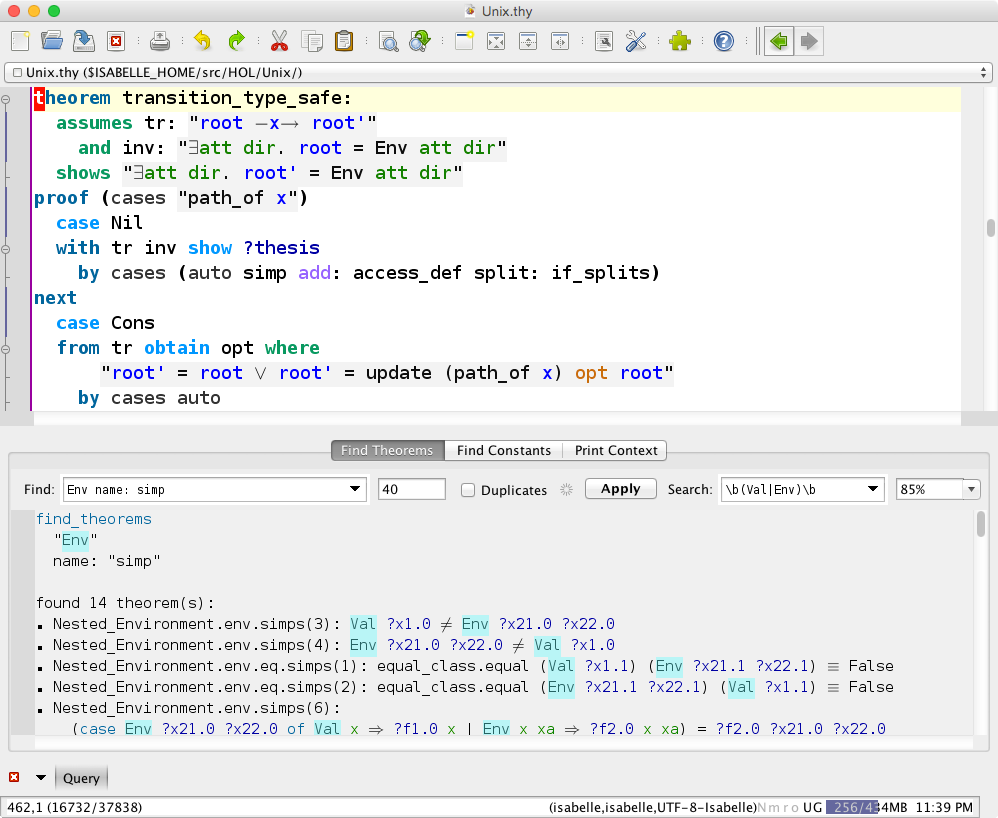 Unix.thy
Unix.thy ($ISABELLE_HOME/src/HOL/Unix/)
theorem transition_type_safe:
assumes tr: "root —x→ root'"
and inv: "∃att dir. root = Env att dir"
shows "∃att dir. root' = Env att dir"
proof (cases "path_of x")
case Nil
with tr inv show ?thesis
by cases (auto simp add: access_def split: if_splits)
next
case Cons
from tr obtain opt where
"root' = root ∨ root' = update (path_of x) opt root"
by cases auto
Find Theorems Find Constants Print Context
Find: Env name: simp 40 Duplicates Apply Search: \b(Val|Env)\b 85%
find_theorems
"Env"
name: "simp"
found 14 theorem(s):
▪ Nested_Environment.env.simps(3): Val ?x1.0 ≠ Env ?x21.0 ?x22.0
▪ Nested_Environment.env.simps(4): Env ?x21.0 ?x22.0 ≠ Val ?x1.0
▪ Nested_Environment.env.eq.simps(1): equal_class.equal (Val ?x1.1) (Env ?x21.1 ?x22.1) ≡ False
▪ Nested_Environment.env.eq.simps(2): equal_class.equal (Env ?x21.1 ?x22.1) (Val ?x1.1) ≡ False
▪ Nested_Environment.env.simps(6):
(case Env ?x21.0 ?x22.0 of Val x ⇒ ?f1.0 x | Env x xa ⇒ ?f2.0 x xa) = ?f2.0 ?x21.0 ?x22.0
Query
462,1 (16732/37838) (isabelle,isabelle,UTF-8-Isabelle)N m r o UG 256/434MB 11:39 PM